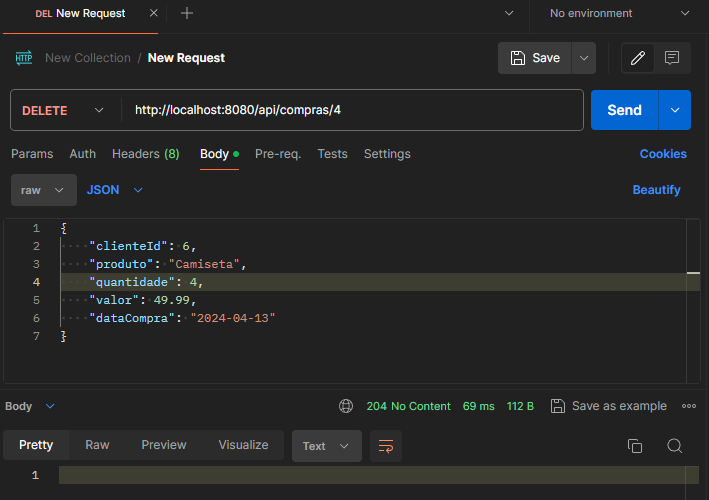 DEL New Request
No environment
HTTP New Collection / New Request Save
DELETE http://localhost:8080/api/compras/4 Send
Params Auth Headers (8) Body Pre-req. Tests Settings Cookies
raw JSON Beautify
1 {
2 "clienteId": 6,
3 "produto": "Camiseta",
4 "quantidade": 4,
5 "valor": 49.99,
6 "dataCompra": "2024-04-13"
7 }
Body 204 No Content 69 ms 112 B Save as example
Pretty Raw Preview Visualize Text
1